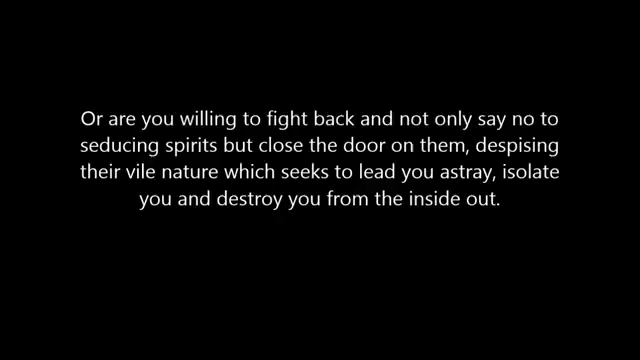 Or are you willing to fight back and not only say no to
seducing spirits but close the door on them, despising
their vile nature which seeks to lead you astray, isolate
you and destroy you from the inside out.